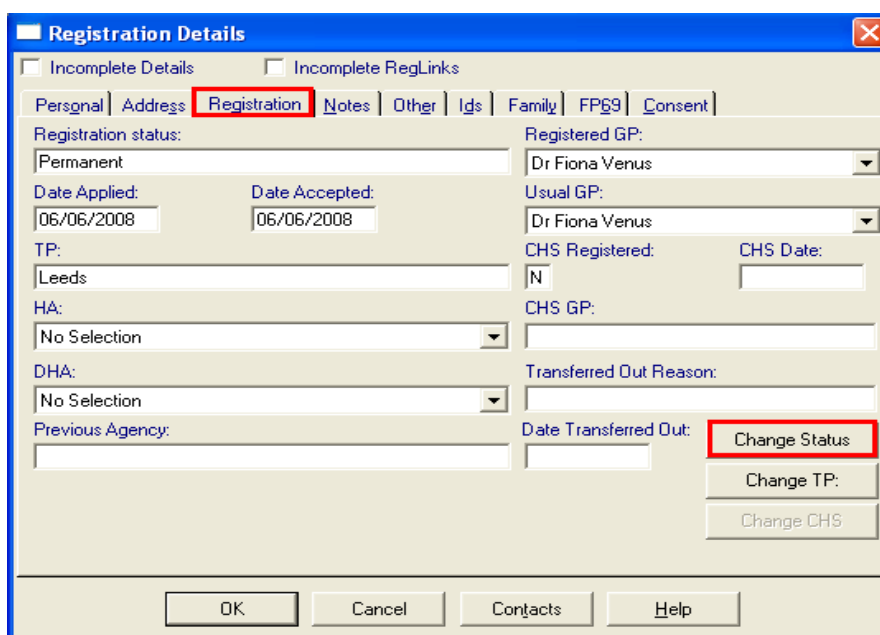 Registration Details
Incomplete Details Incomplete RegLinks
Personal Address Registration Notes Other Ids Family FP69 Consent
Registration status: Registered GP:
Permanent Dr Fiona Venus
Date Applied: Date Accepted: Usual GP:
06/06/2008 06/06/2008 Dr Fiona Venus
TP: CHS Registered: CHS Date:
Leeds N
HA: CHS GP:
No Selection
DHA: Transferred Out Reason:
No Selection
Previous Agency: Date Transferred Out: Change Status
Change TP:
Change CHS
OK Cancel Contacts Help